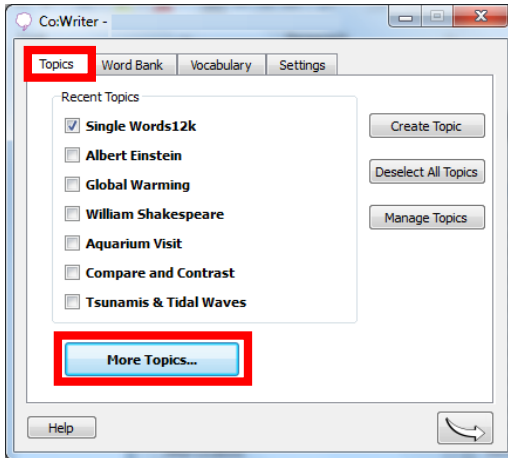 Co:Writer -
Topics Word Bank Vocabulary Settings
Recent Topics
Single Words12k
Albert Einstein
Global Warming
William Shakespeare
Aquarium Visit
Compare and Contrast
Tsunamis & Tidal Waves
Create Topic
Deselect All Topics
Manage Topics
More Topics...
Help